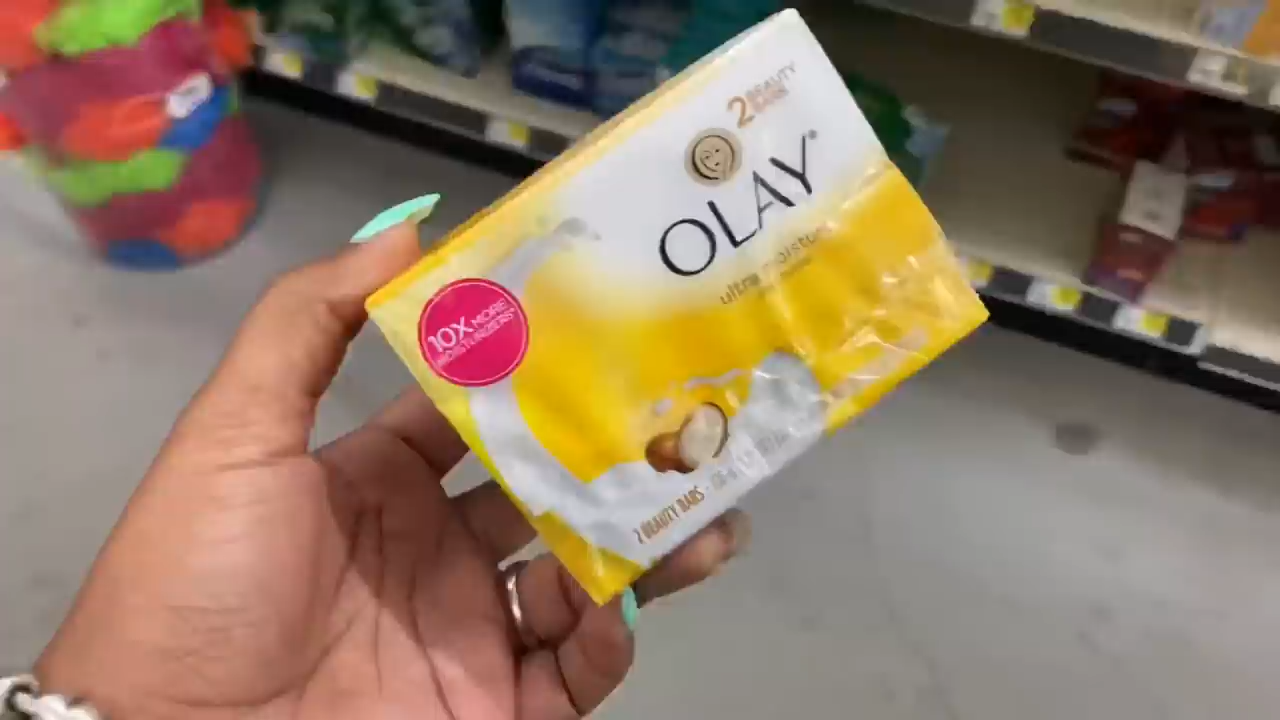 2 BEAUTY
BARS
OLAY®
ultra moisture
10X MORE
MOISTURIZERS*
2 BEAUTY BARS